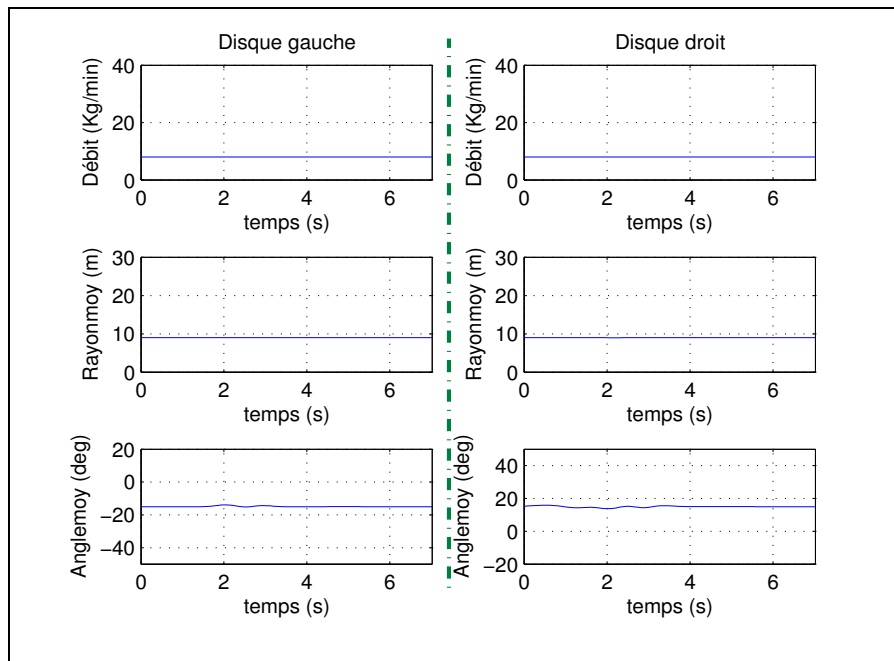 Disque gauche
Disque droit
Débit (Kg/min)
40
20
0
0 2 4 6
temps (s)
Débit (Kg/min)
40
20
0
0 2 4 6
temps (s)
Rayonmoy (m)
30
20
10
0
0 2 4 6
temps (s)
Rayonmoy (m)
30
20
10
0
0 2 4 6
temps (s)
Anglemoy (deg)
20
0
−20
−40
0 2 4 6
temps (s)
Anglemoy (deg)
40
20
0
−20
0 2 4 6
temps (s)